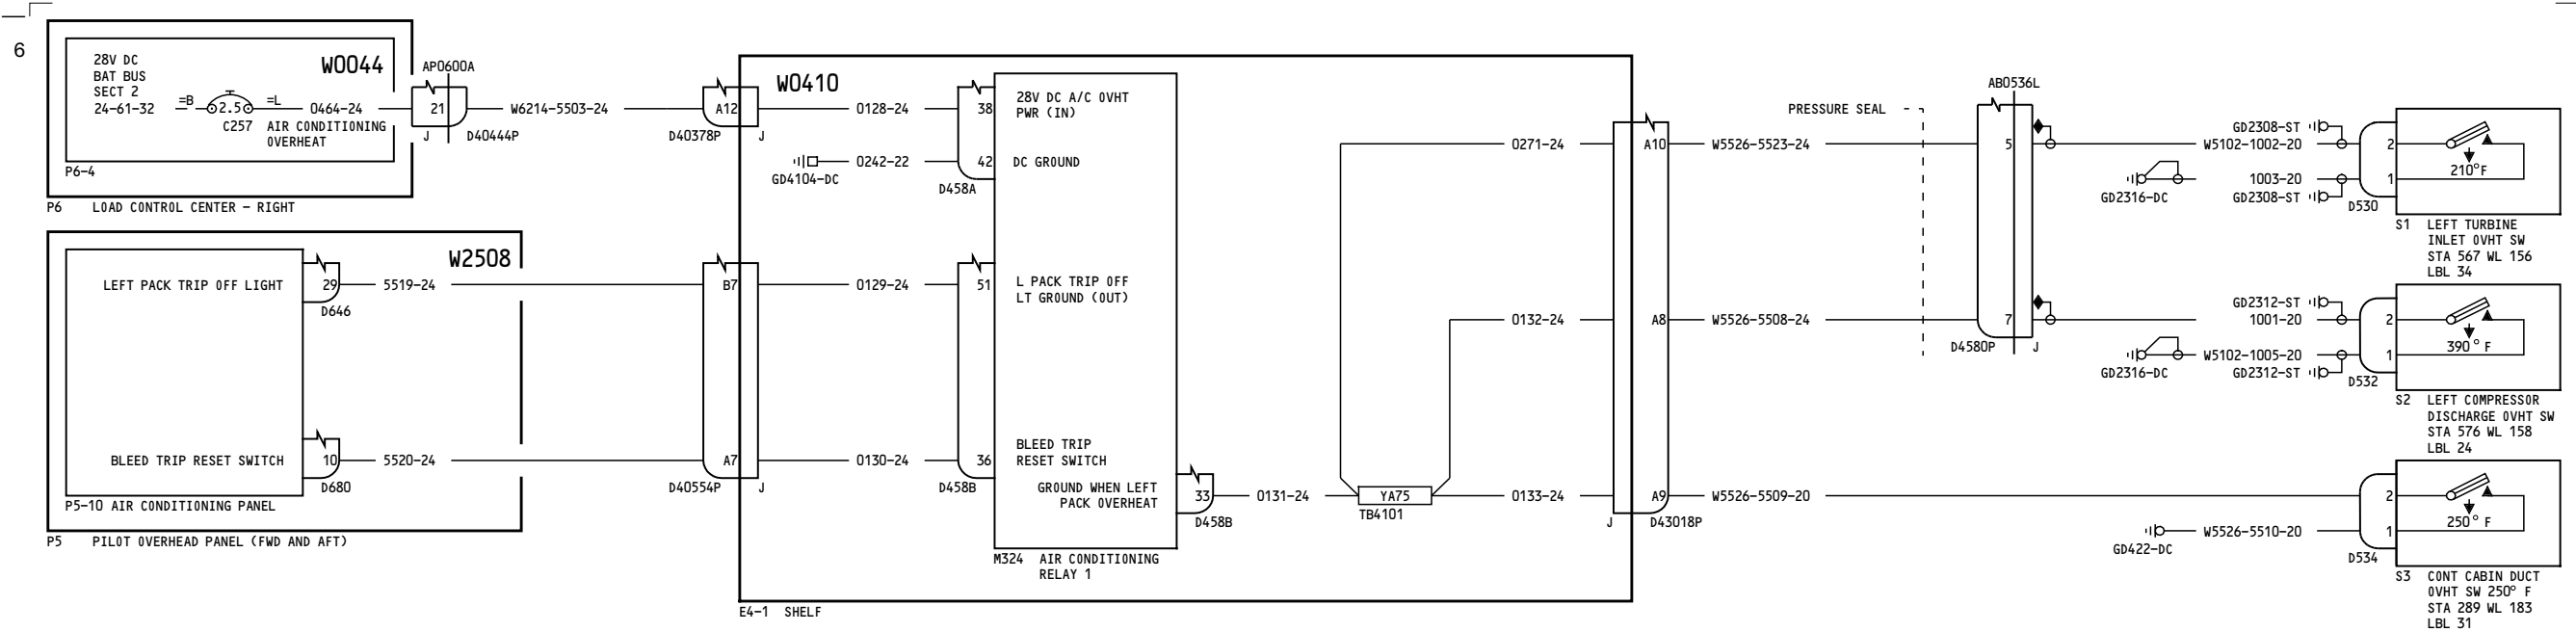 6
28V DC
BAT BUS
SECT 2
24-61-32
=B
2.5
=L
C257
AIR CONDITIONING
OVERHEAT
W0044
0464-24
P6-4
P6 LOAD CONTROL CENTER - RIGHT
AP0600A
21
J
D40444P
W6214-5503-24
W2508
LEFT PACK TRIP OFF LIGHT
29
D646
5519-24
BLEED TRIP RESET SWITCH
10
D680
5520-24
P5-10 AIR CONDITIONING PANEL
P5 PILOT OVERHEAD PANEL (FWD AND AFT)
A12
D40378P
J
B7
A7
D40554P
J
W0410
0128-24
38
28V DC A/C OVHT
PWR (IN)
GD4104-DC
0242-22
42
DC GROUND
D458A
0129-24
51
L PACK TRIP OFF
LT GROUND (OUT)
0130-24
36
BLEED TRIP
RESET SWITCH
D458B
GROUND WHEN LEFT
PACK OVERHEAT
33
D458B
M324 AIR CONDITIONING
RELAY 1
E4-1 SHELF
0131-24
YA75
TB4101
0271-24
0132-24
0133-24
A10
A8
A9
J
D43018P
W5526-5523-24
W5526-5508-24
W5526-5509-20
PRESSURE SEAL
AB0536L
5
7
D4580P
J
GD2308-ST
W5102-1002-20
GD2316-DC
1003-20
GD2308-ST
2
1
D530
210°F
S1 LEFT TURBINE
INLET OVHT SW
STA 567 WL 156
LBL 34
GD2312-ST
1001-20
GD2316-DC
W5102-1005-20
GD2312-ST
2
1
D532
390° F
S2 LEFT COMPRESSOR
DISCHARGE OVHT SW
STA 576 WL 158
LBL 24
GD422-DC
W5526-5510-20
2
1
D534
250° F
S3 CONT CABIN DUCT
OVHT SW 250° F
STA 289 WL 183
LBL 31